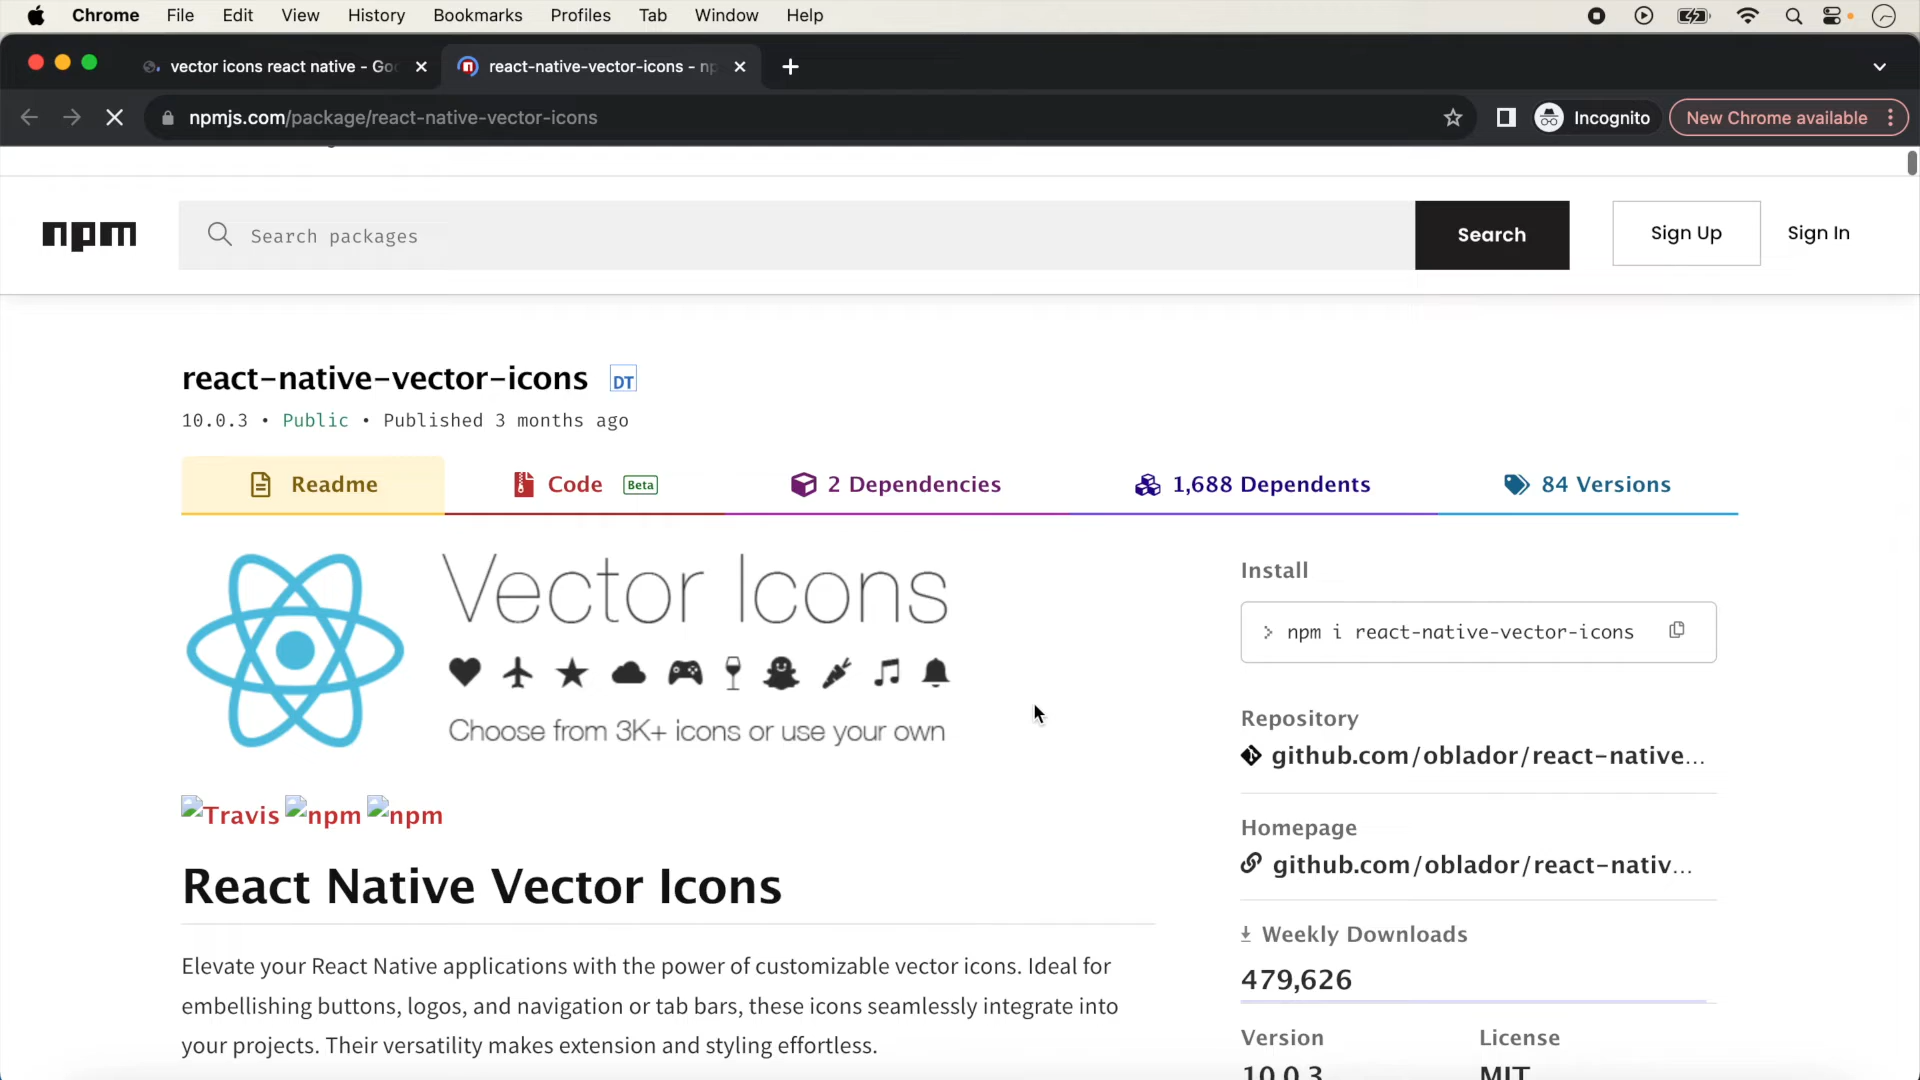 Chrome File Edit View History Bookmarks Profiles Tab Window Help
vector icons react native - Goo
react-native-vector-icons - np
npmjs.com/package/react-native-vector-icons
Incognito
New Chrome available
npm
Search packages
Search
Sign Up
Sign In
react-native-vector-icons DT
10.0.3 • Public • Published 3 months ago
Readme
Code Beta
2 Dependencies
1,688 Dependents
84 Versions
Vector Icons
Choose from 3K+ icons or use your own
Travis npm npm
React Native Vector Icons
Elevate your React Native applications with the power of customizable vector icons. Ideal for
embellishing buttons, logos, and navigation or tab bars, these icons seamlessly integrate into
your projects. Their versatility makes extension and styling effortless.
Install
> npm i react-native-vector-icons
Repository
github.com/oblador/react-native...
Homepage
github.com/oblador/react-nativ...
Weekly Downloads
479,626
Version
License
10.0.3
MIT